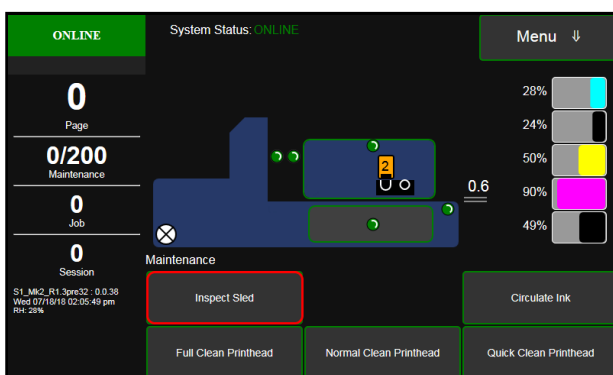 ONLINE
System Status: ONLINE
Menu ⇓
0
Page
0/200
Maintenance
0
Job
0
Session
S1_Mk2_R1.3pre32 : 0.0.38
Wed 07/18/18 02:05:49 pm
RH: 28%
2
0.6
28%
24%
50%
90%
49%
Maintenance
Inspect Sled
Circulate Ink
Full Clean Printhead
Normal Clean Printhead
Quick Clean Printhead